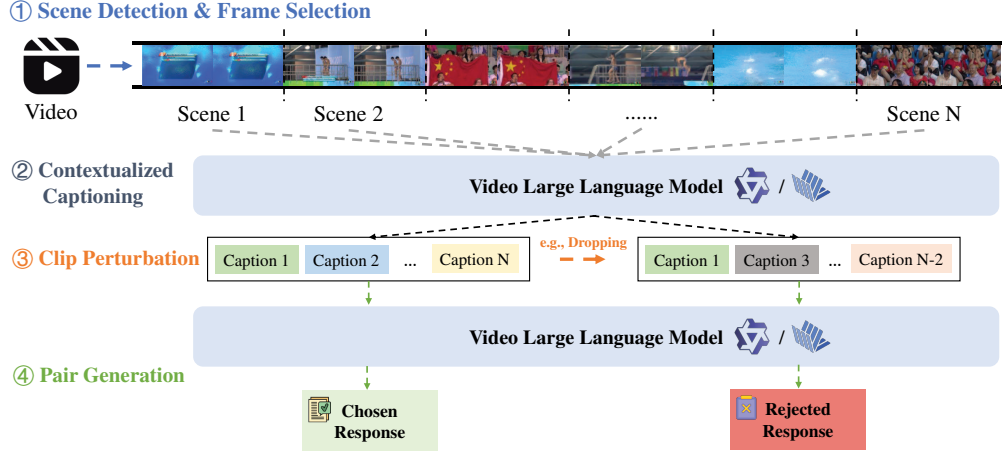 ① Scene Detection & Frame Selection
Video
Scene 1
Scene 2
......
Scene N
② Contextualized
Captioning
Video Large Language Model /
③ Clip Perturbation
Caption 1
Caption 2
...
Caption N
e.g., Dropping
Caption 1
Caption 3
...
Caption N-2
Video Large Language Model /
④ Pair Generation
Chosen
Response
Rejected
Response